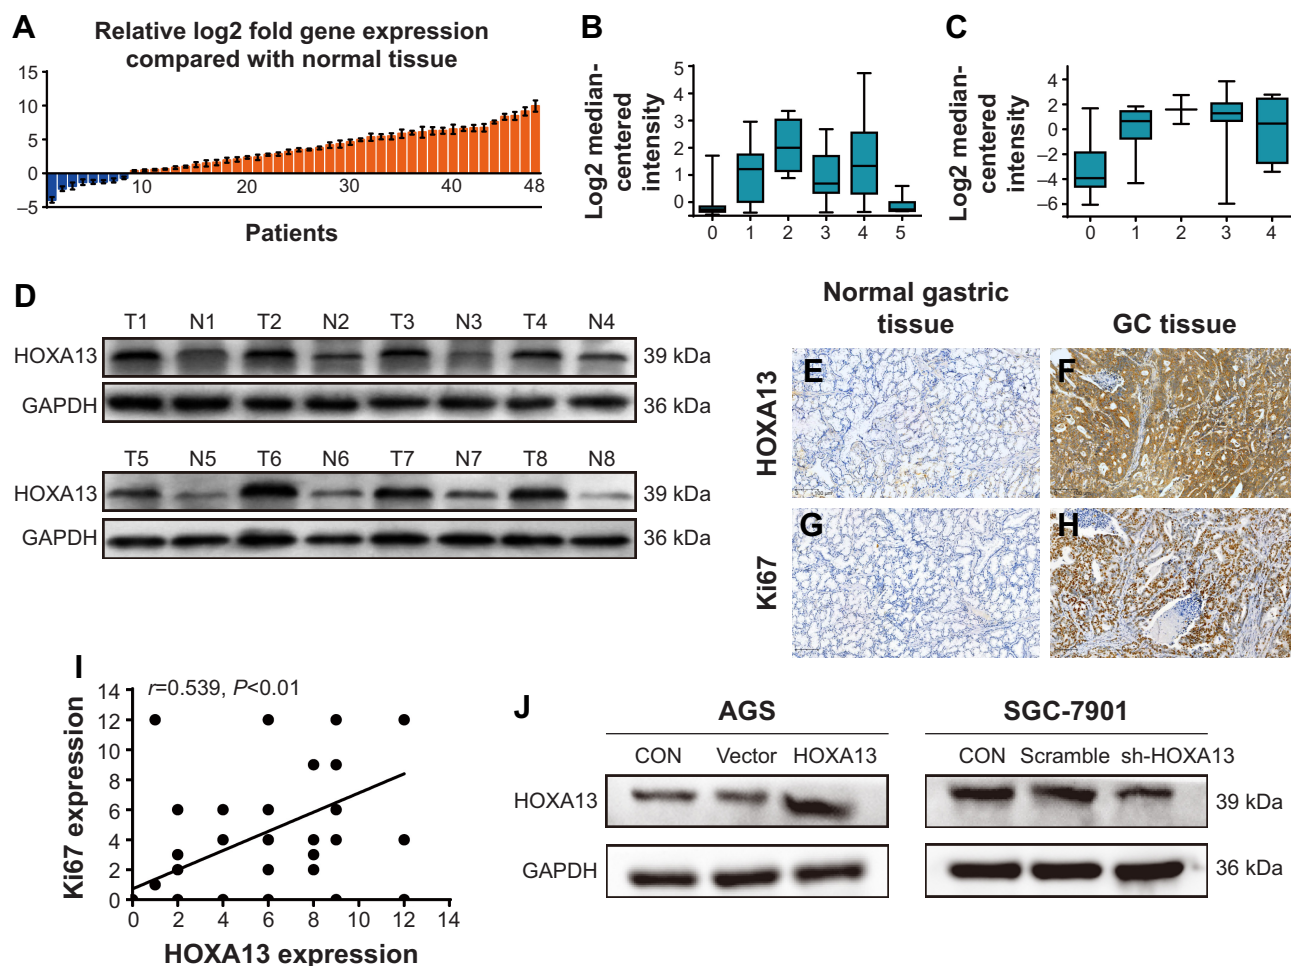 A
Relative log2 fold gene expression
compared with normal tissue
15
10
5
0
–5
10
20
30
40
48
Patients
B
Log2 median-
centered
intensity
5
4
3
2
1
0
0 1 2 3 4 5
C
Log2 median-
centered
intensity
4
2
0
–2
–4
–6
0 1 2 3 4
D
T1 N1 T2 N2 T3 N3 T4 N4
HOXA13 39 kDa
GAPDH 36 kDa
T5 N5 T6 N6 T7 N7 T8 N8
HOXA13 39 kDa
GAPDH 36 kDa
Normal gastric
tissue
GC tissue
HOXA13
E
F
Ki67
G
H
I
r=0.539, P<0.01
Ki67 expression
14
12
10
8
6
4
2
0
0 2 4 6 8 10 12 14
HOXA13 expression
J
AGS
SGC-7901
CON Vector HOXA13
CON Scramble sh-HOXA13
HOXA13 39 kDa
GAPDH 36 kDa